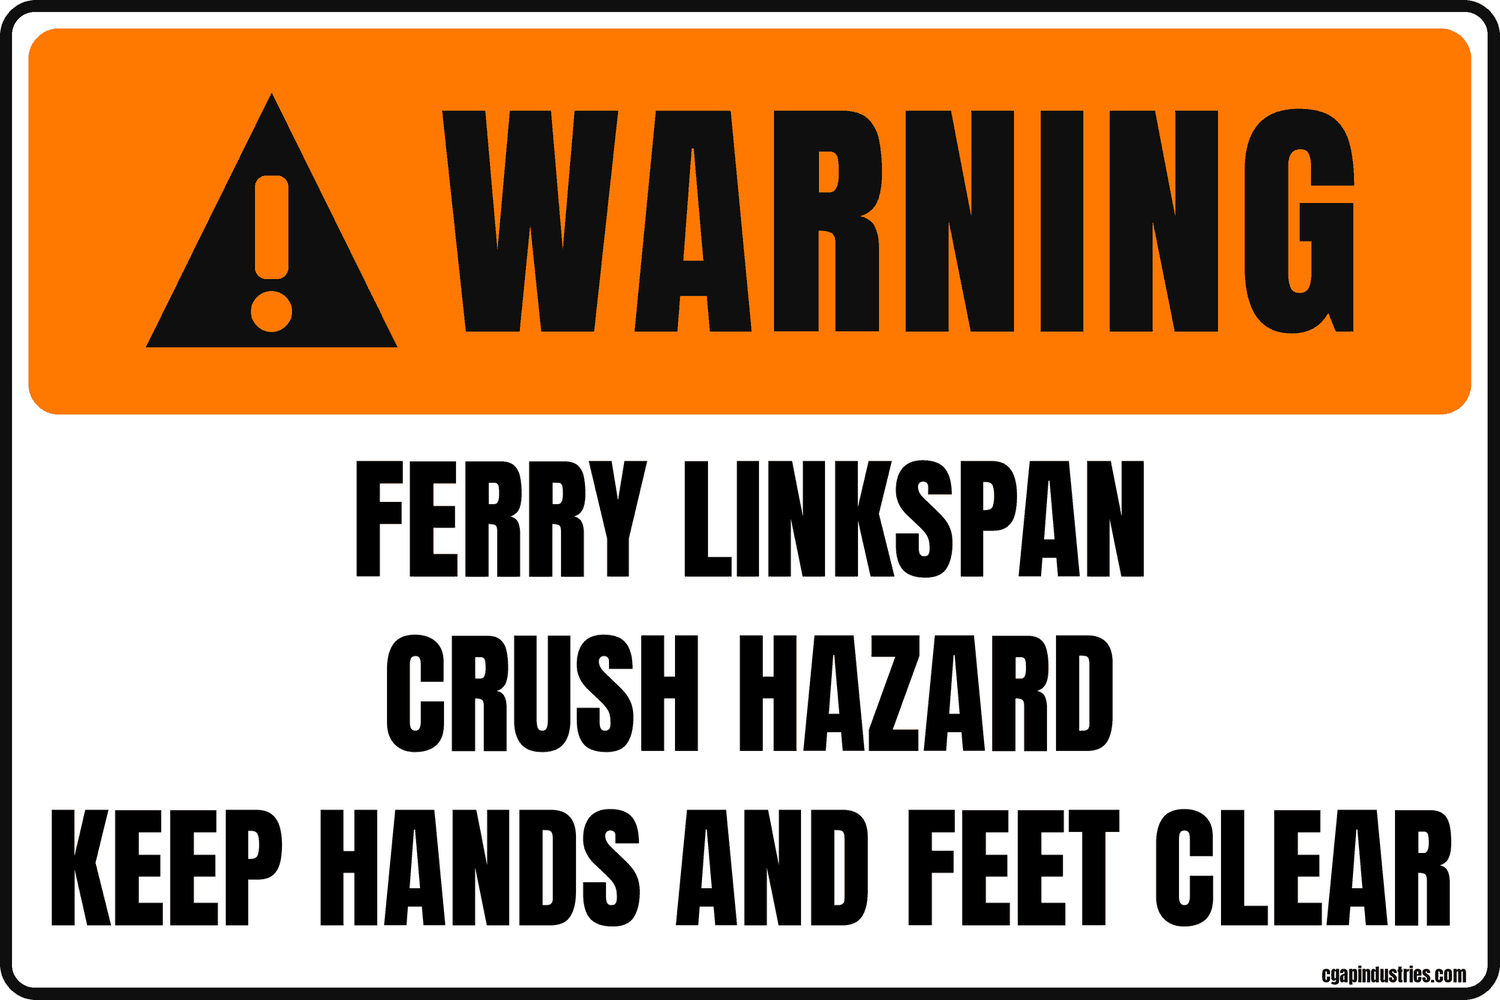 WARNING
FERRY LINKSPAN
CRUSH HAZARD
KEEP HANDS AND FEET CLEAR
cgapindustries.com